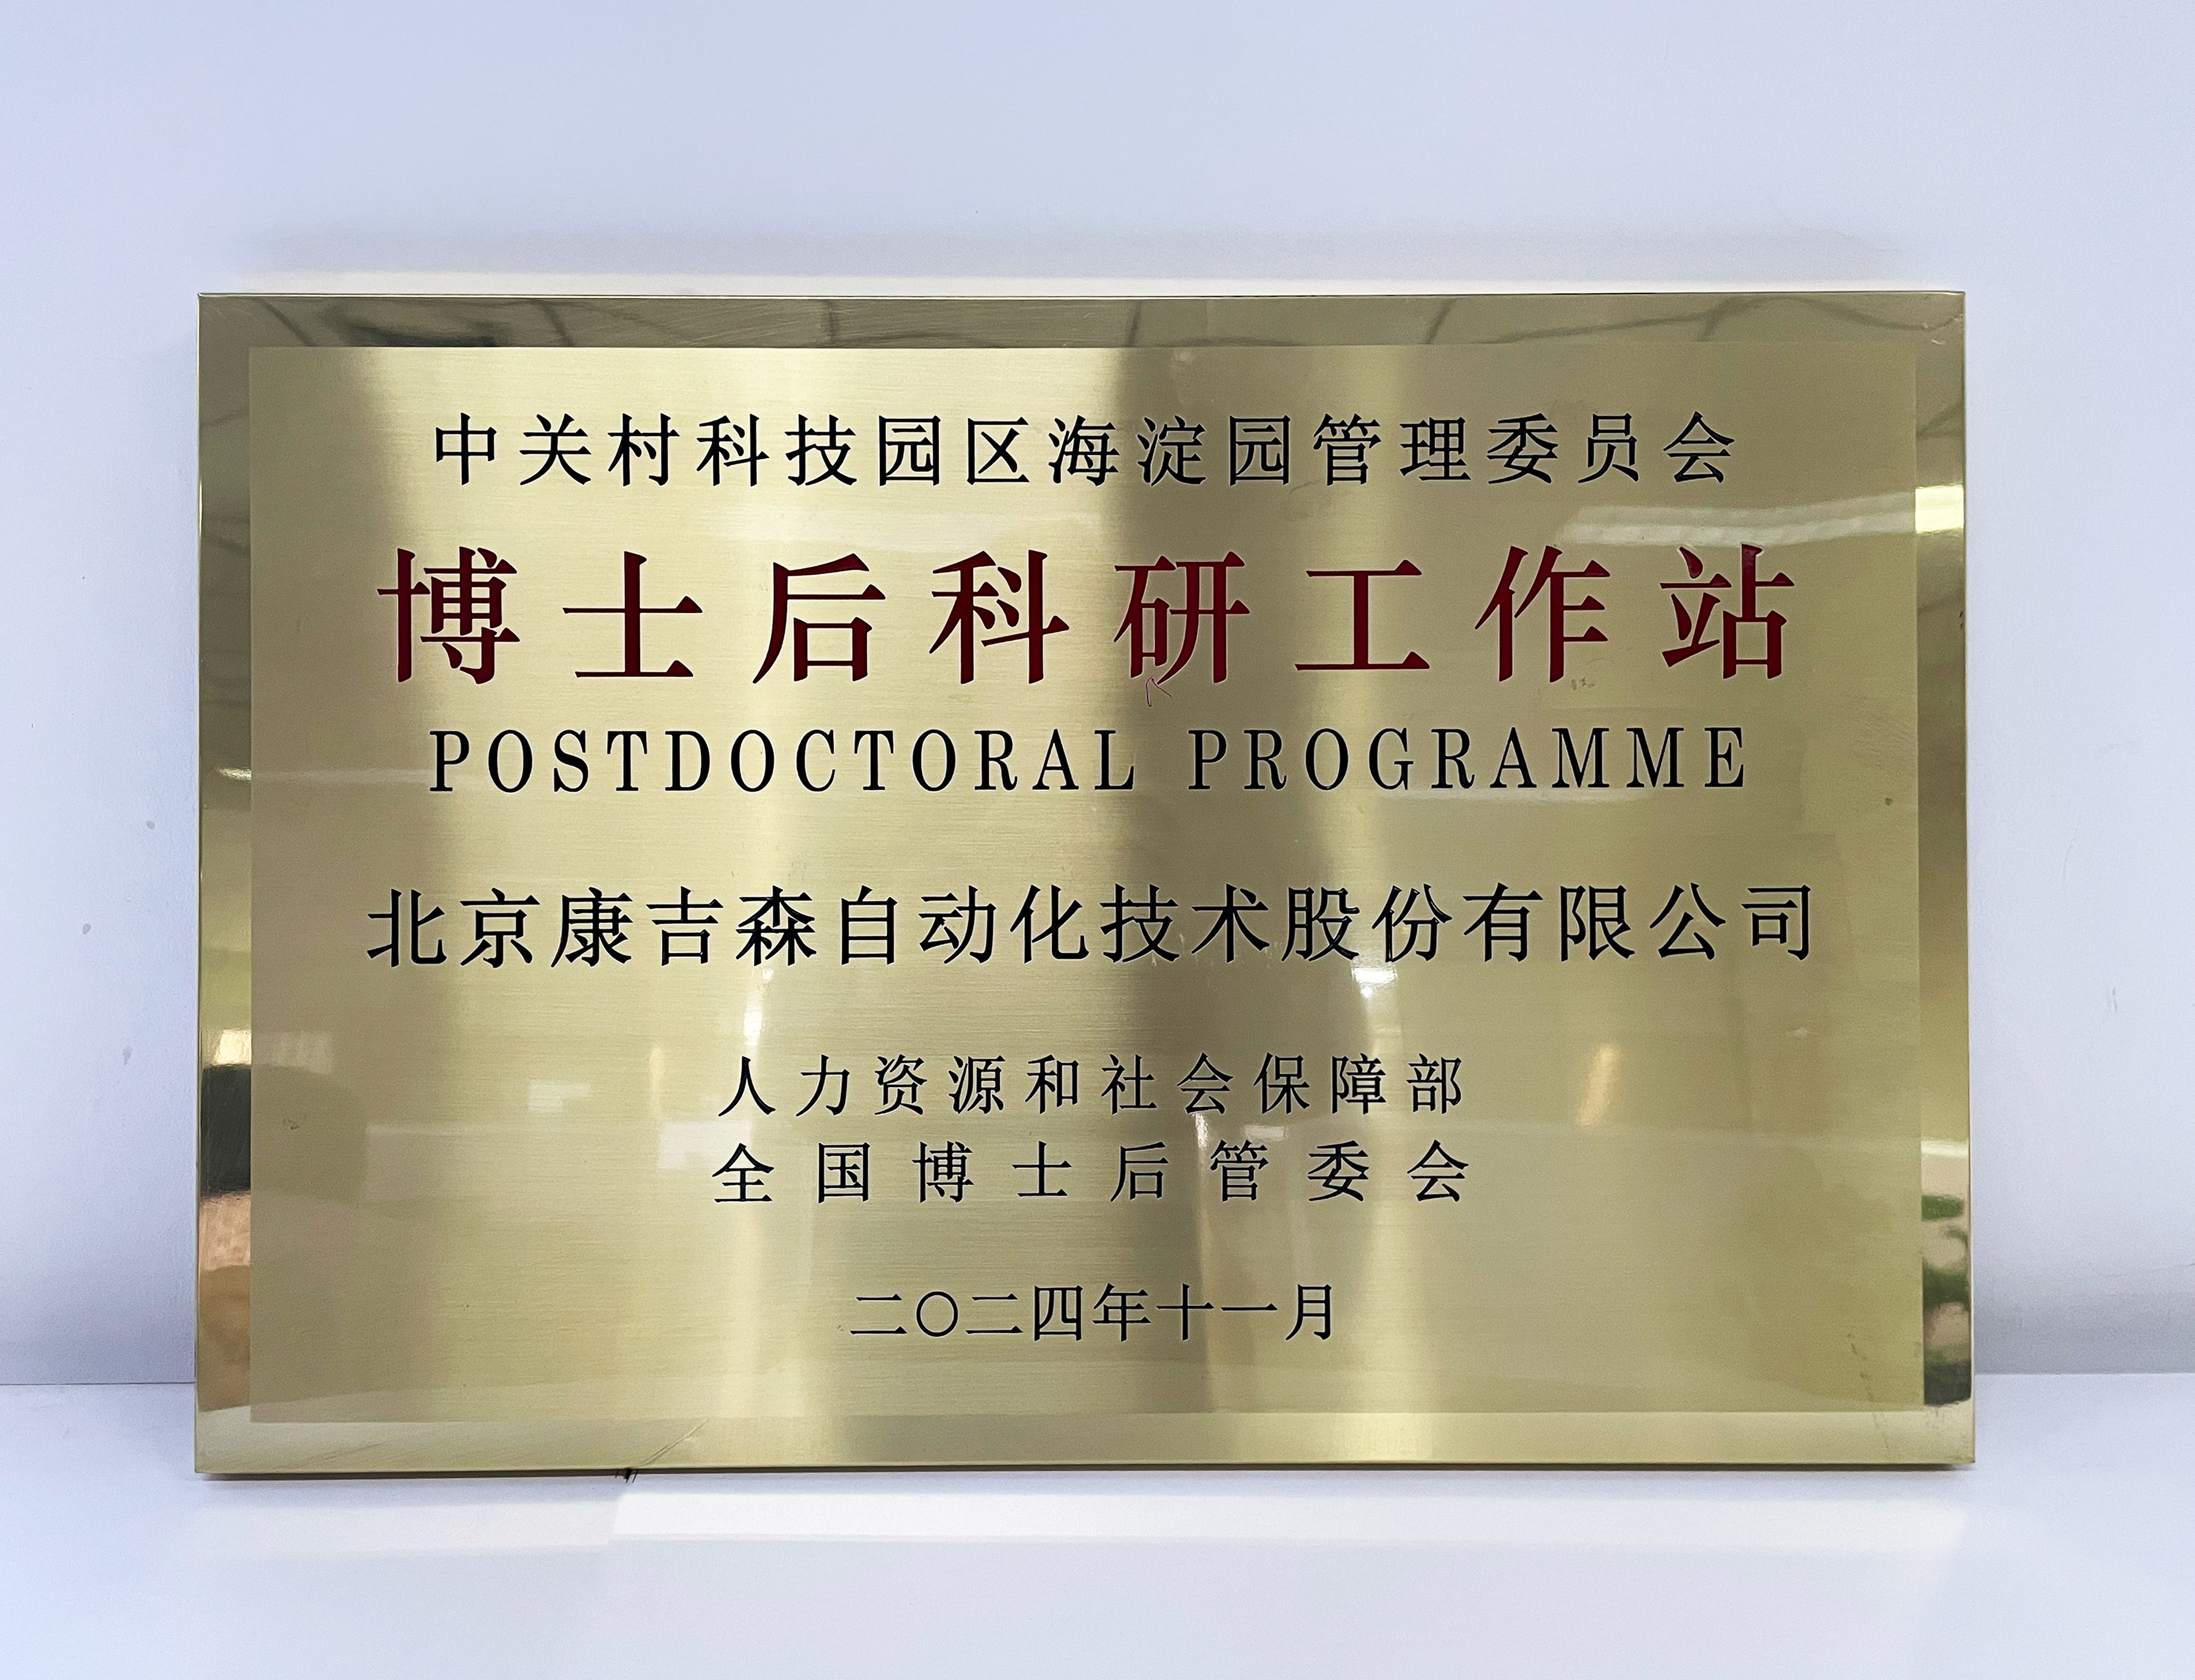 中关村科技园区海淀园管理委员会
博士后科研工作站
POSTDOCTORAL PROGRAMME
北京康吉森自动化技术股份有限公司
人力资源和社会保障部
全国博士后管委会
二〇二四年十一月